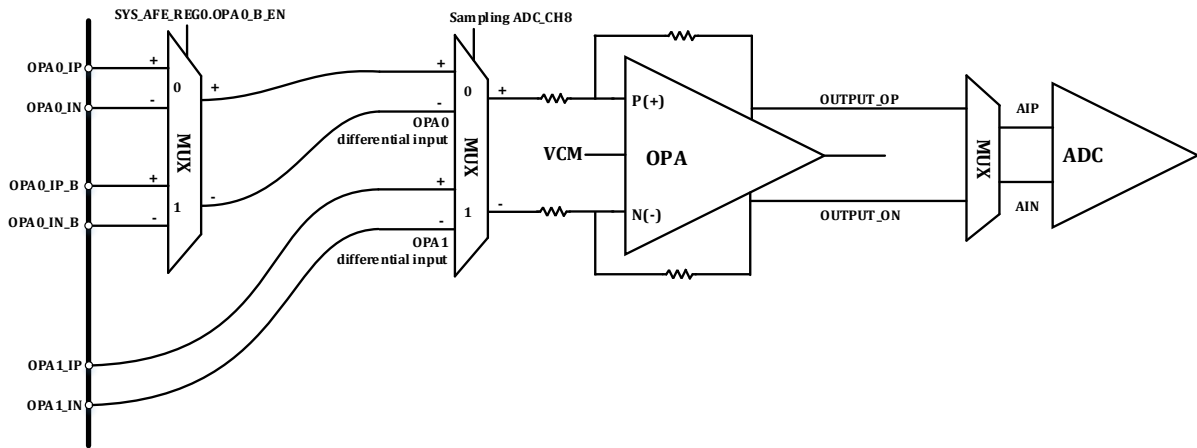 SYS_AFE_REG0.OPA0_B_EN
Sampling ADC_CH8
OPA0_IP
+
0
+
+
0
+
P(+)
OUTPUT_OP
AIP
OPA0_IN
-
-
OPA0
differential input
MUX
MUX
VCM
OPA
MUX
ADC
OPA0_IP_B
+
1
-
+
1
-
N(-)
OUTPUT_ON
AIN
OPA0_IN_B
-
-
OPA1
differential input
OPA1_IP
OPA1_IN